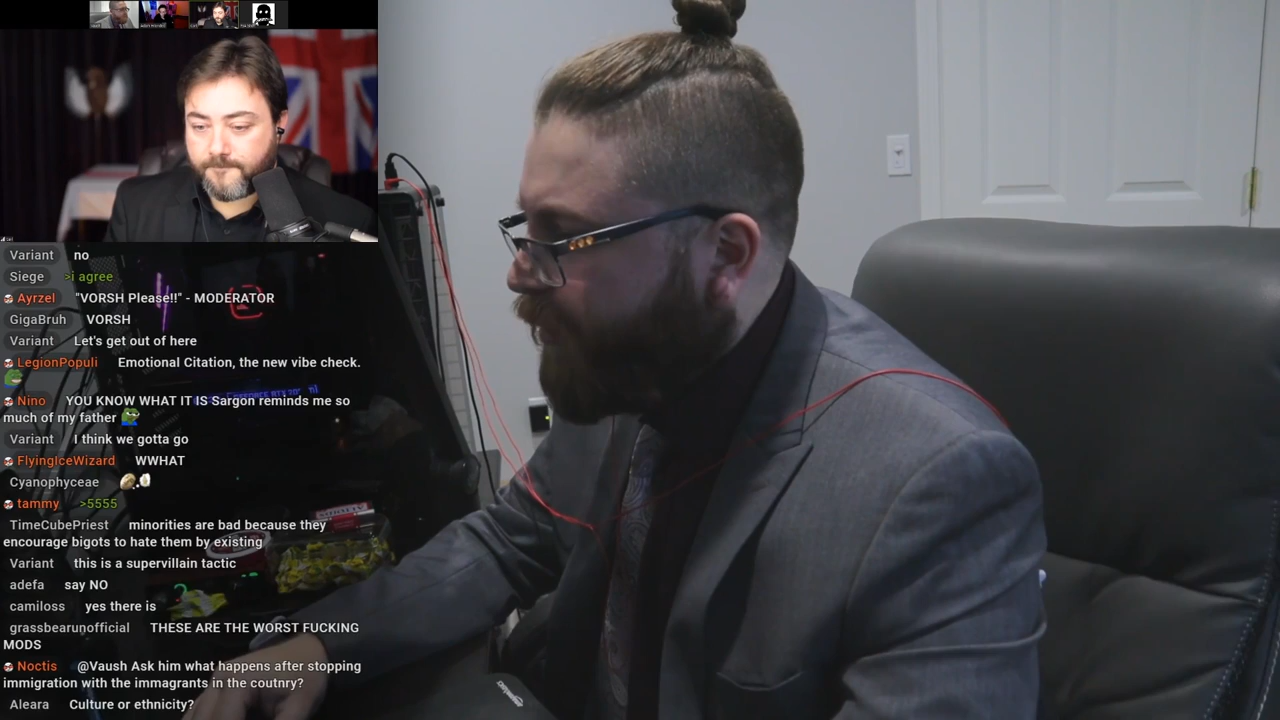 Variant no
Siege >i agree
Ayrzel "VORSH Please!!" - MODERATOR
GigaBruh VORSH
Variant Let's get out of here
LegionPopuli Emotional Citation, the new vibe check.
Nino YOU KNOW WHAT IT IS Sargon reminds me so
much of my father
Variant I think we gotta go
FlyingIceWizard WWHAT
Cyanophyceae
tammy >5555
TimeCubePriest minorities are bad because they
encourage bigots to hate them by existing
Variant this is a supervillain tactic
adefa say NO
camiloss yes there is
grassbearunofficial THESE ARE THE WORST FUCKING
MODS
Noctis @Vaush Ask him what happens after stopping
immigration with the immagrants in the coutnry?
Aleara Culture or ethnicity?